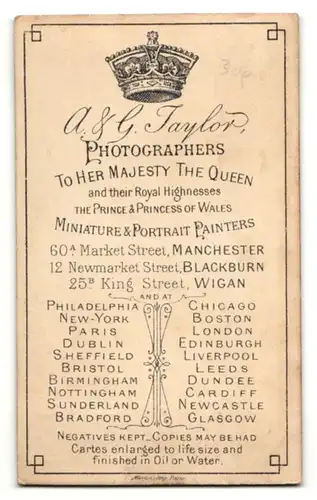 30p
A. & G. Taylor,
PHOTOGRAPHERS
TO HER MAJESTY THE QUEEN
and their Royal Highnesses
THE PRINCE & PRINCESS OF WALES
MINIATURE & PORTRAIT PAINTERS
60A Market Street, MANCHESTER
12 Newmarket Street, BLACKBURN
25B King Street, WIGAN
AND AT
PHILADELPHIA
NEW-YORK
PARIS
DUBLIN
SHEFFIELD
BRISTOL
BIRMINGHAM
NOTTINGHAM
SUNDERLAND
BRADFORD
CHICAGO
BOSTON
LONDON
EDINBURGH
LIVERPOOL
LEEDS
DUNDEE
CARDIFF
NEWCASTLE
GLASGOW
NEGATIVES KEPT_COPIES MAY BE HAD
Cartes enlarged to life size and
finished in Oil or Water.
Paris